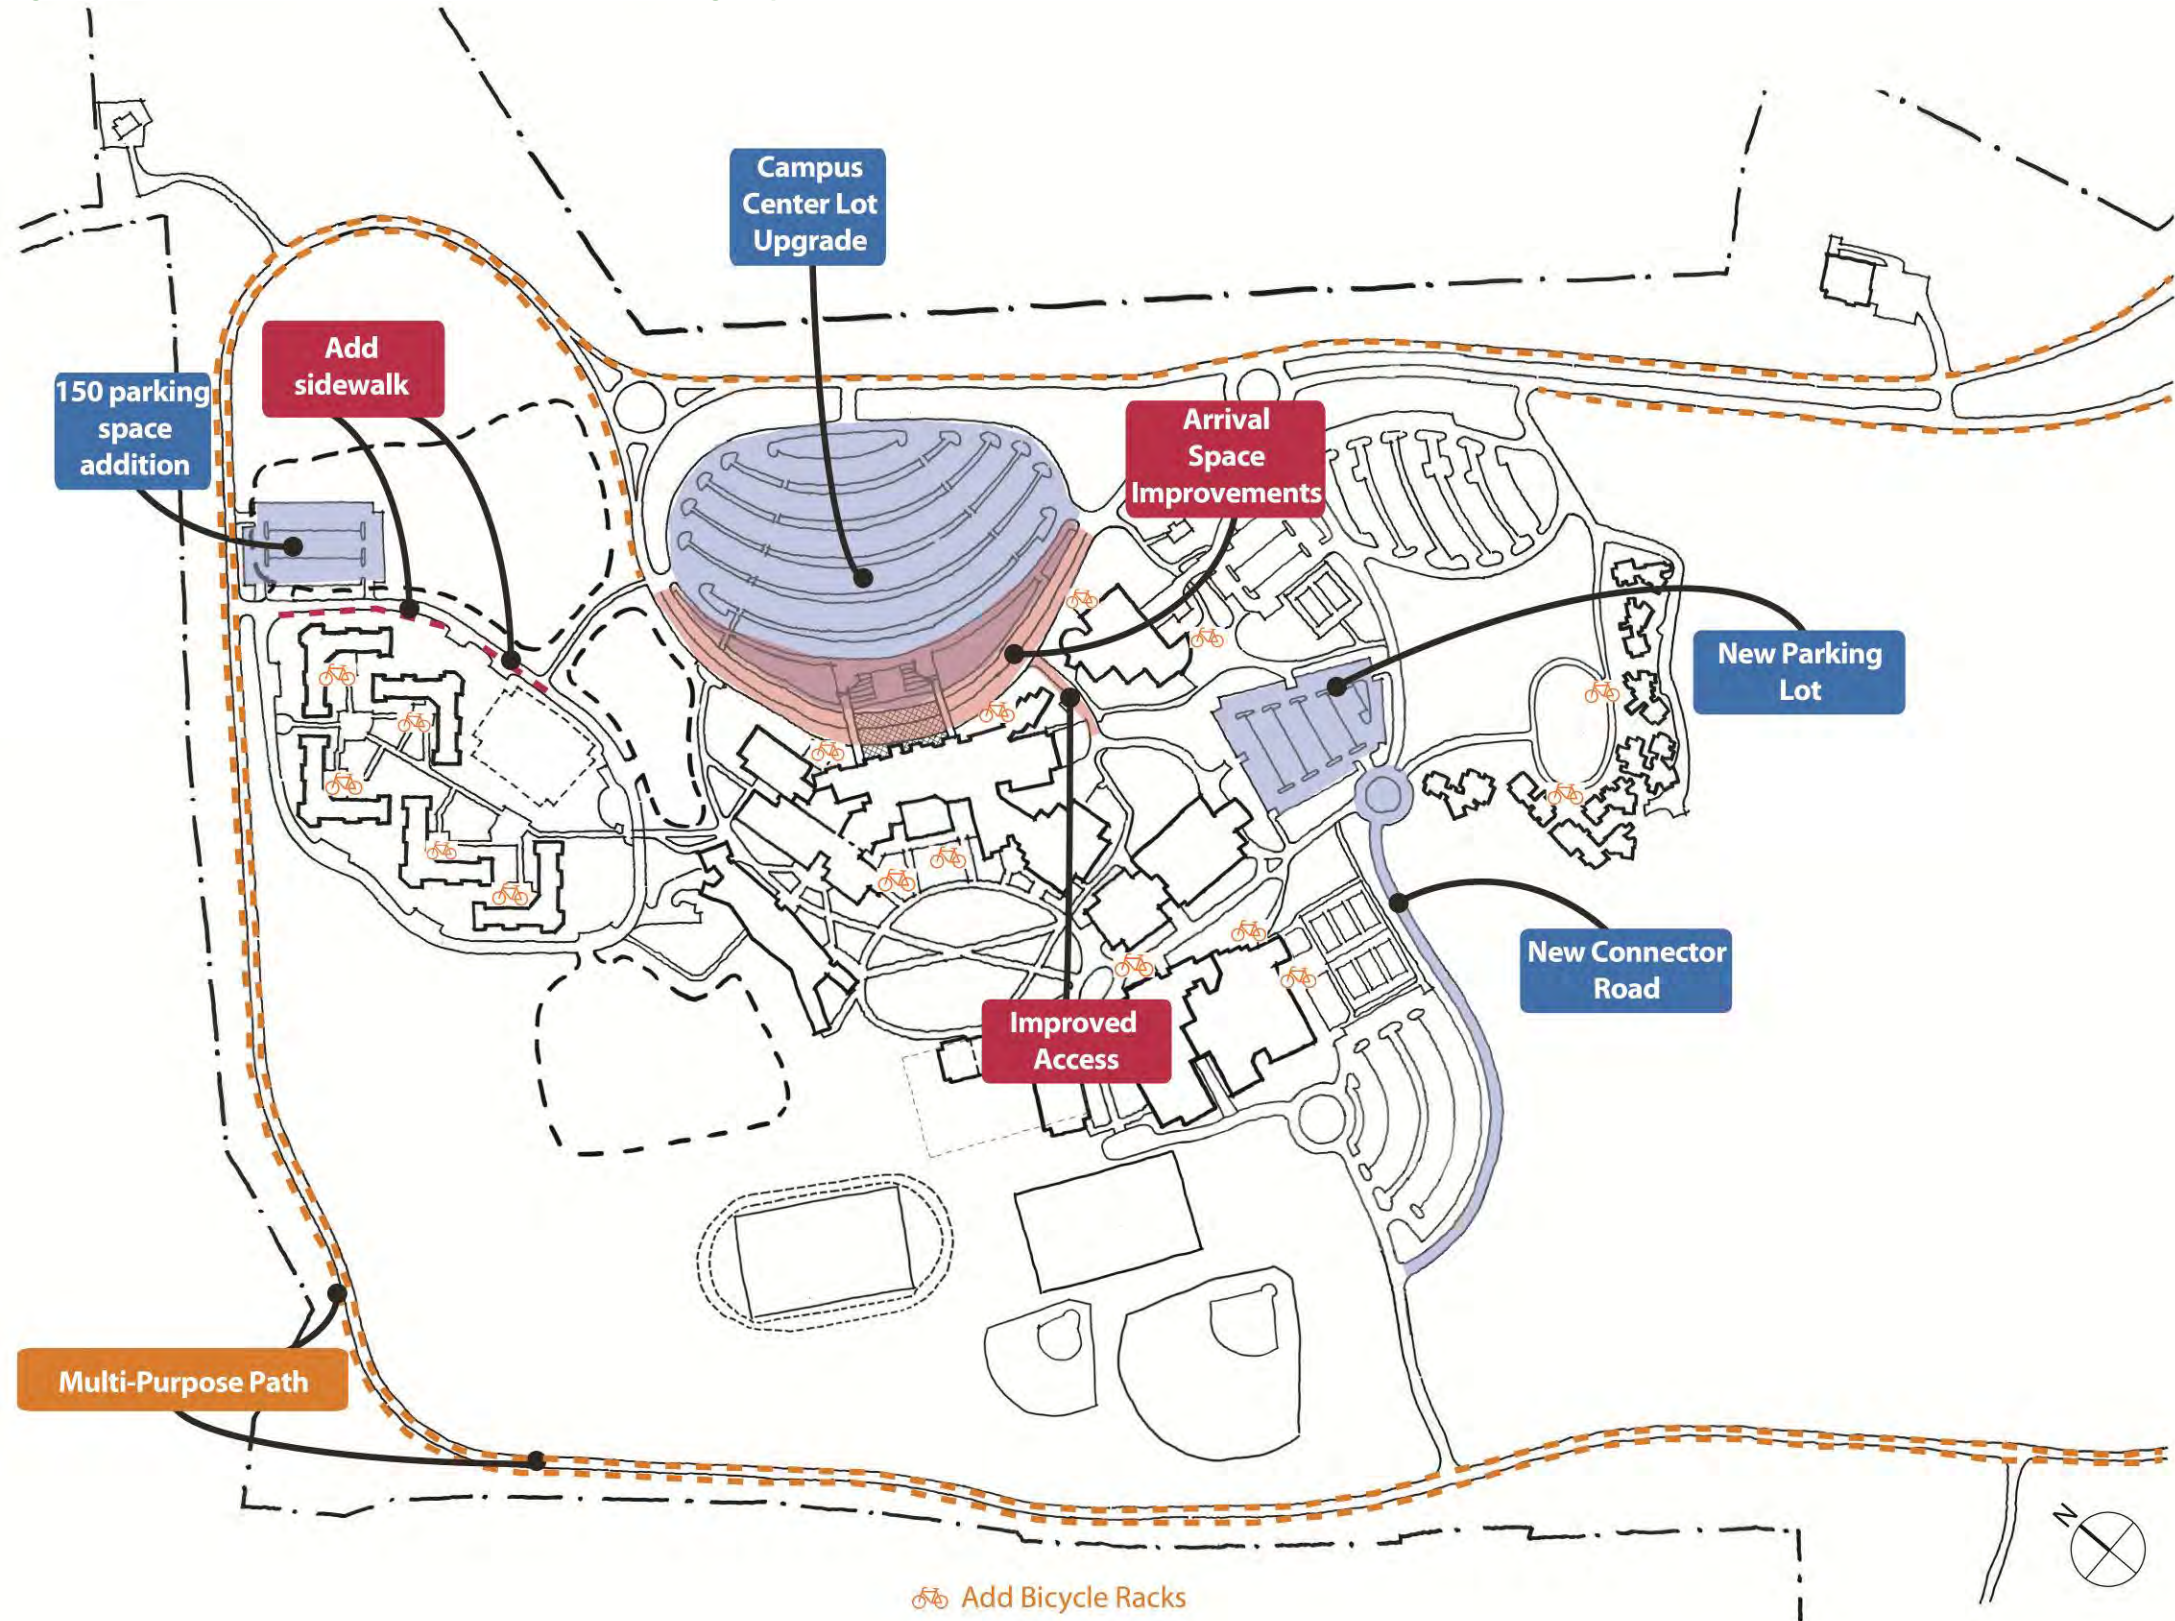 Campus
Center Lot
Upgrade
Add
sidewalk
150 parking
space
addition
Arrival
Space
Improvements
New Parking
Lot
New Connector
Road
Improved
Access
Multi-Purpose Path
N
Add Bicycle Racks